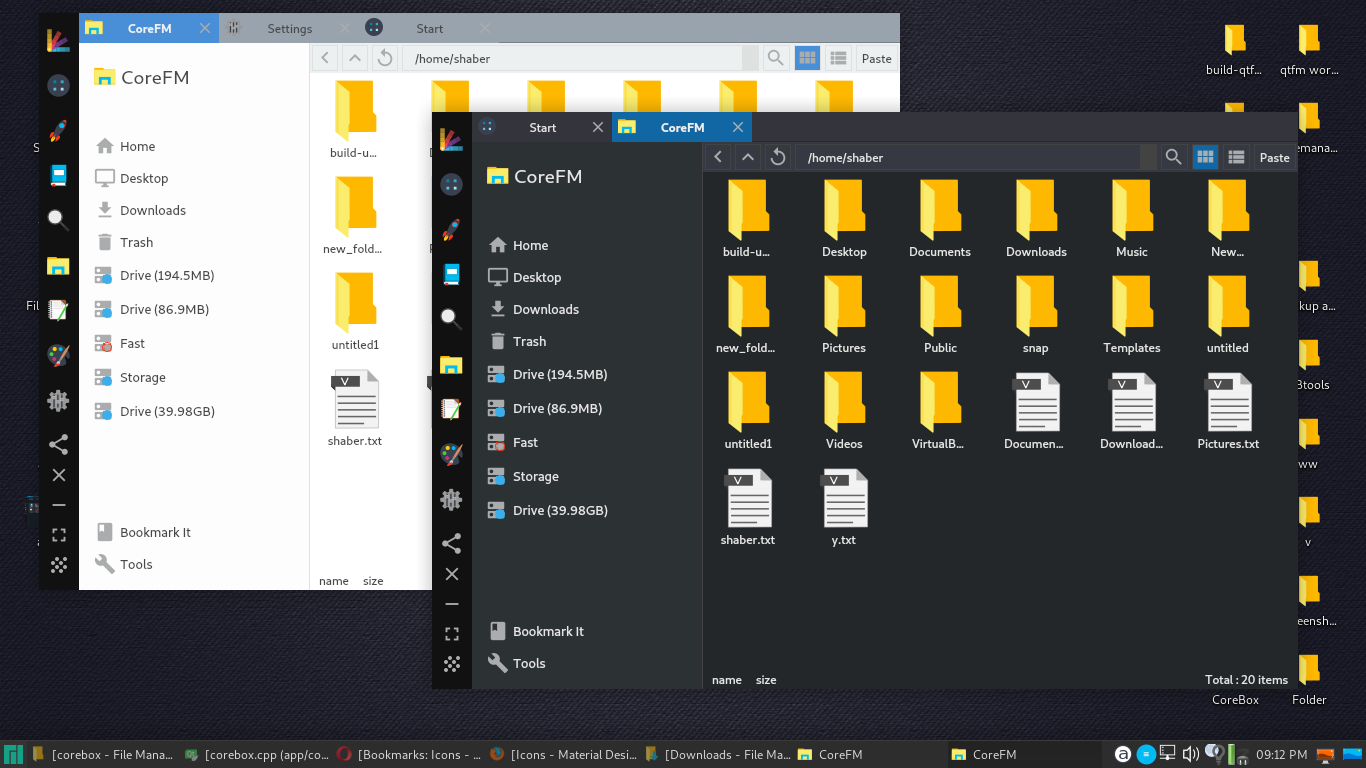 CoreFM
Settings
Start
/home/shaber
Paste
CoreFM
Home
Desktop
Downloads
Trash
Drive (194.5MB)
Drive (86.9MB)
Fast
Storage
Drive (39.98GB)
Bookmark It
Tools
build-u...
new_fold...
untitled1
shaber.txt
name size
Start
CoreFM
/home/shaber
Paste
CoreFM
Home
Desktop
Downloads
Trash
Drive (194.5MB)
Drive (86.9MB)
Fast
Storage
Drive (39.98GB)
Bookmark It
Tools
build-u... Desktop Documents Downloads Music New...
new_fold... Pictures Public snap Templates untitled
untitled1 Videos VirtualB... Documen... Download... Pictures.txt
shaber.txt y.txt
name size
Total : 20 items
build-qtf... qtfm wor...
v
CoreBox Folder
[corebox - File Mana... [corebox.cpp (app/co... [Bookmarks: Icons - ... [Icons - Material Desi... [Downloads - File Ma... CoreFM CoreFM
09:12 PM